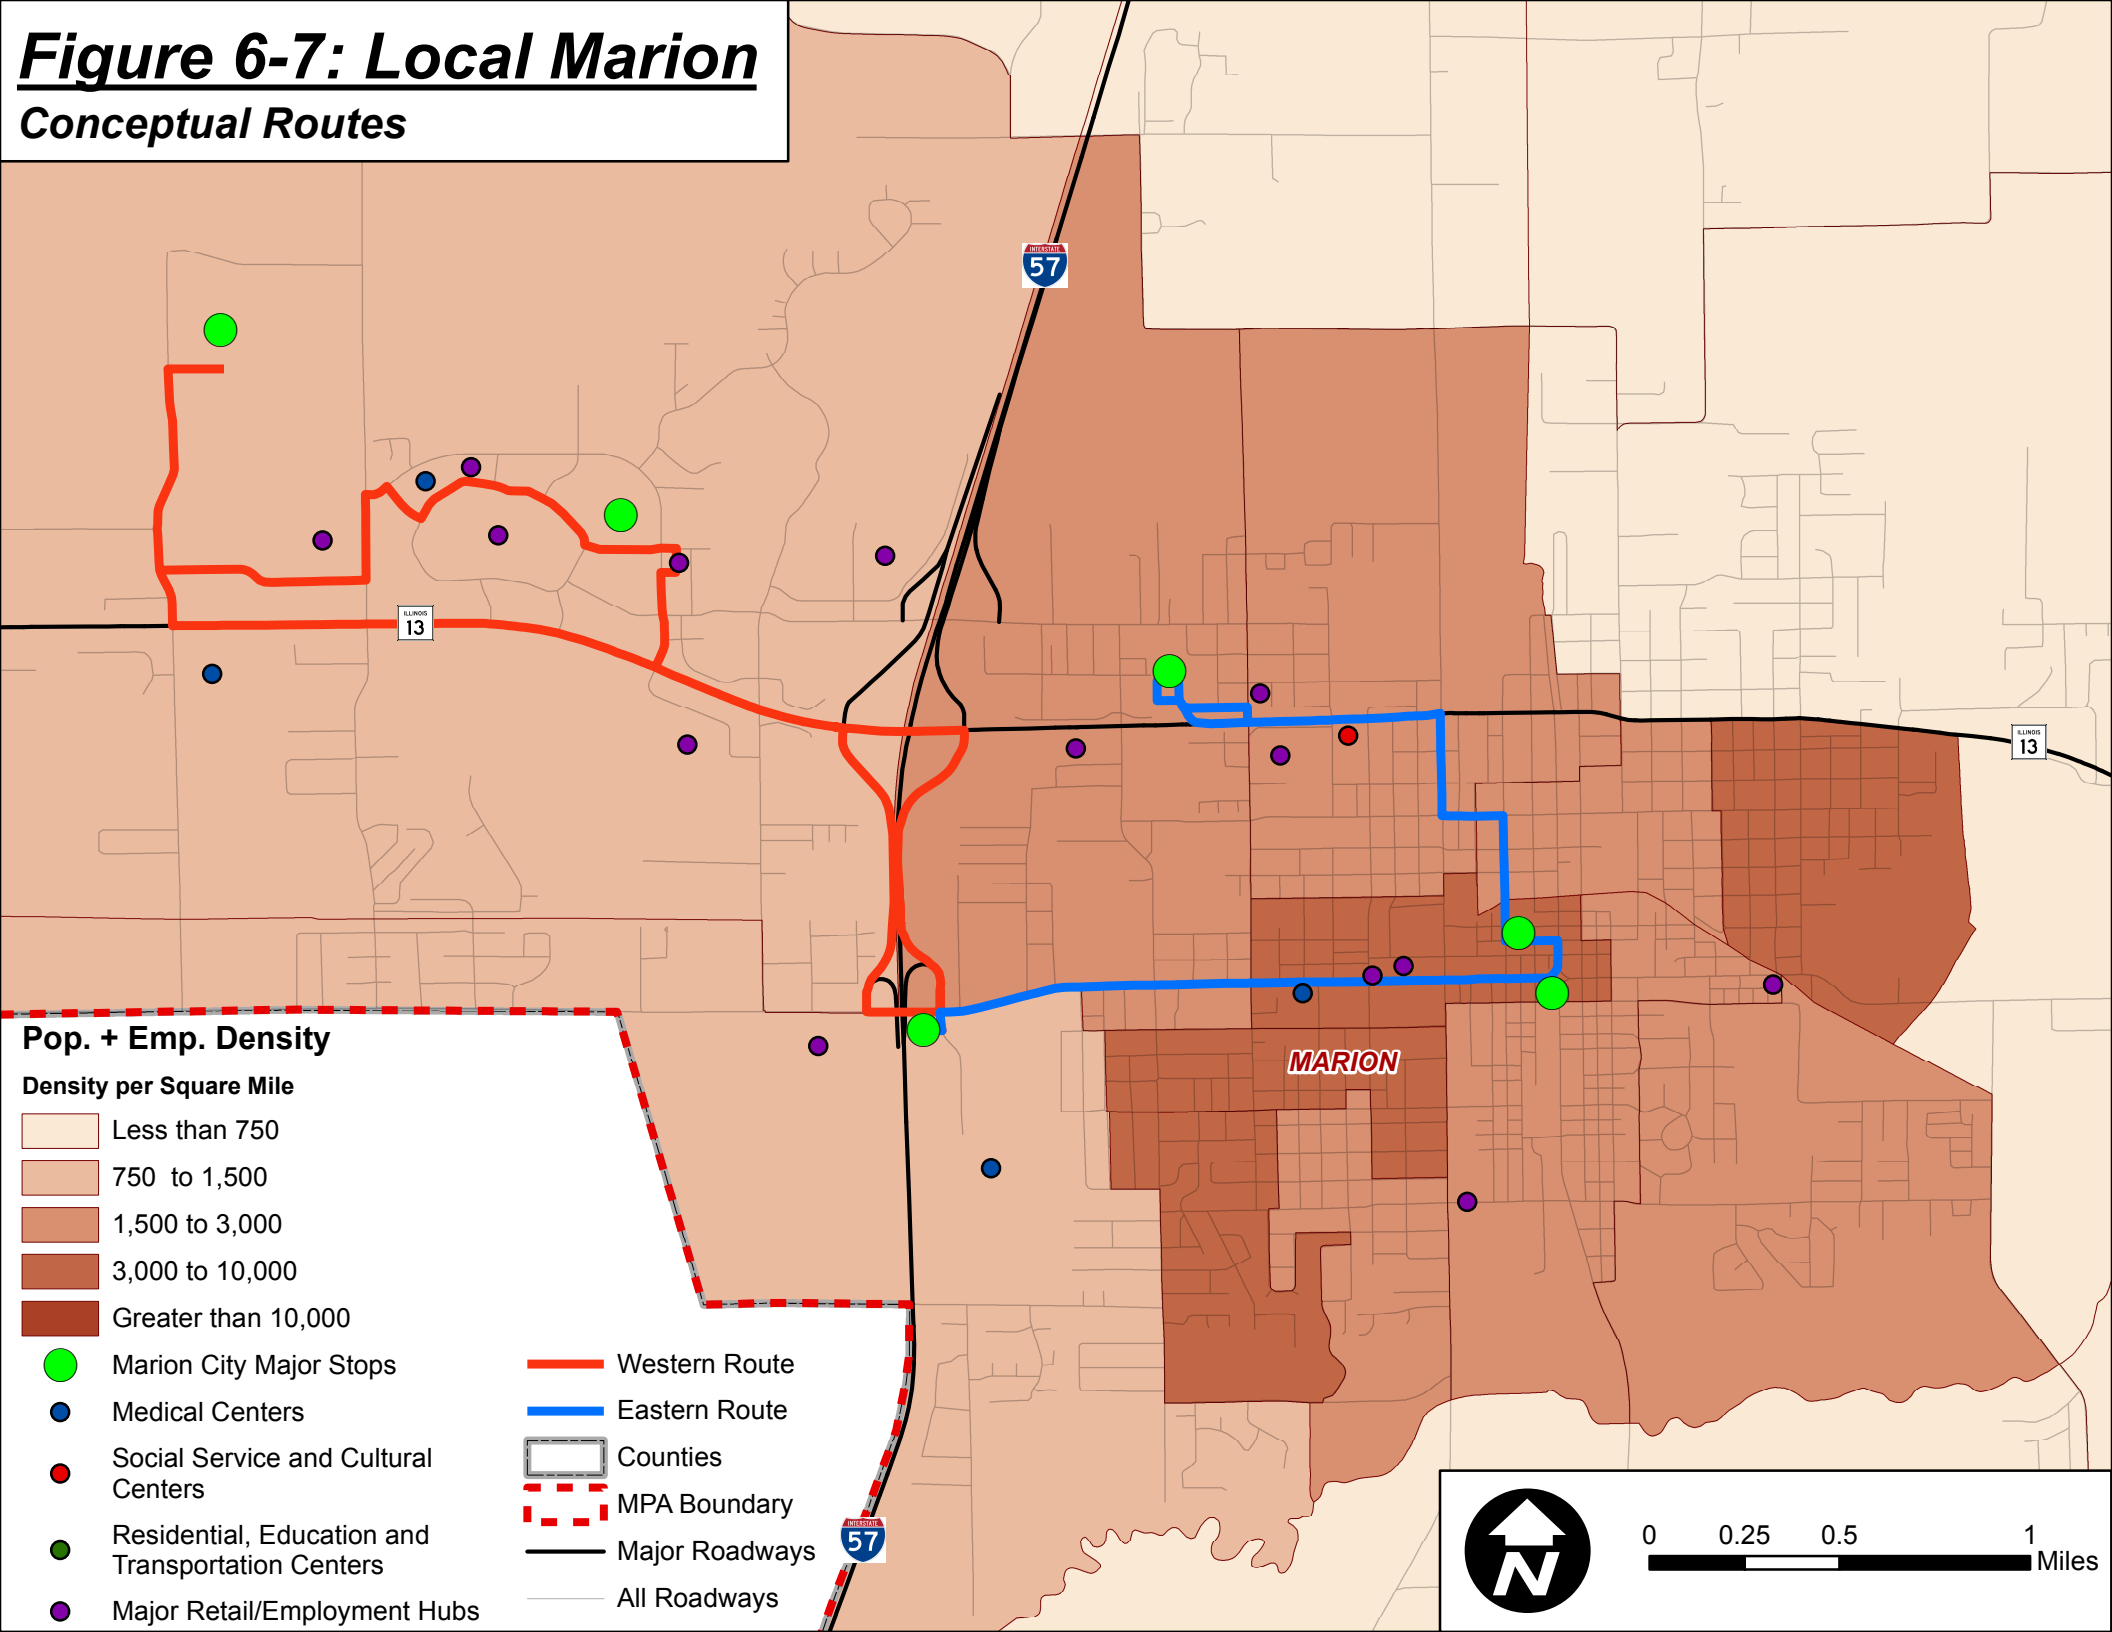 Figure 6-7: Local Marion
Conceptual Routes
INTERSTATE
57
ILLINOIS
13
ILLINOIS
13
MARION
Pop. + Emp. Density
Density per Square Mile
Less than 750
750 to 1,500
1,500 to 3,000
3,000 to 10,000
Greater than 10,000
Marion City Major Stops
Medical Centers
Social Service and Cultural
Centers
Residential, Education and
Transportation Centers
Major Retail/Employment Hubs
Western Route
Eastern Route
Counties
MPA Boundary
Major Roadways
All Roadways
INTERSTATE
57
N
0 0.25 0.5 1
Miles